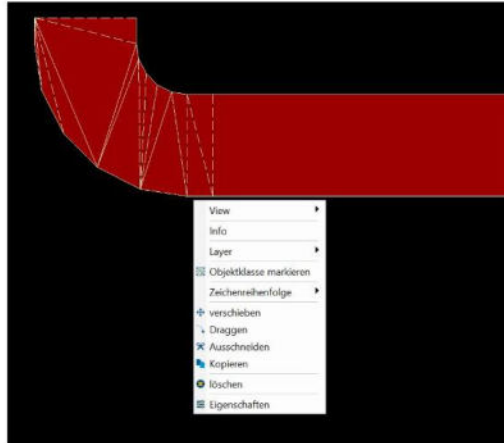 View
Info
Layer
Objektklasse markieren
Zeichenreihenfolge
verschieben
Draggen
Ausschneiden
Kopieren
löschen
Eigenschaften